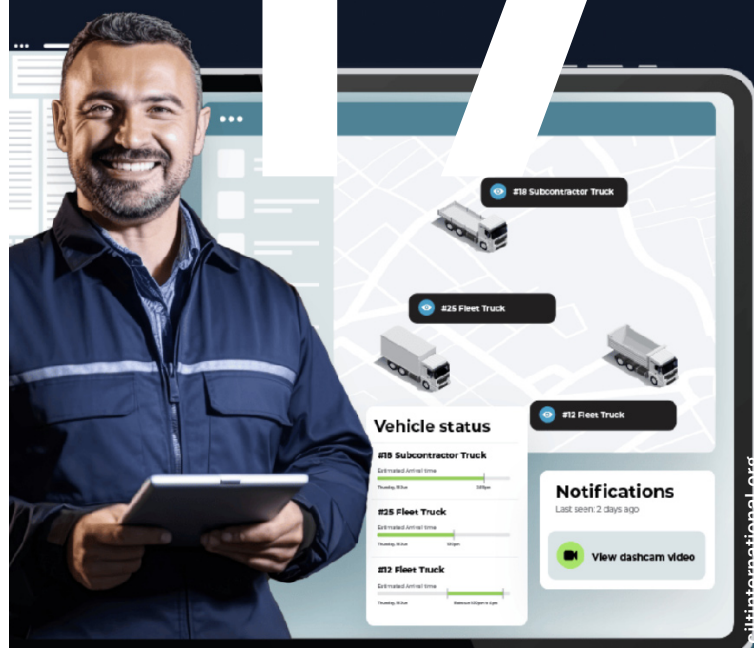 #18 Subcontractor Truck
#25 Fleet Truck
#12 Fleet Truck
Vehicle status
#18 Subcontractor Truck
Estimated Arrival time
#25 Fleet Truck
Estimated Arrival time
#12 Fleet Truck
Estimated Arrival time
Notifications
Last seen: 2 days ago
View dashcam video